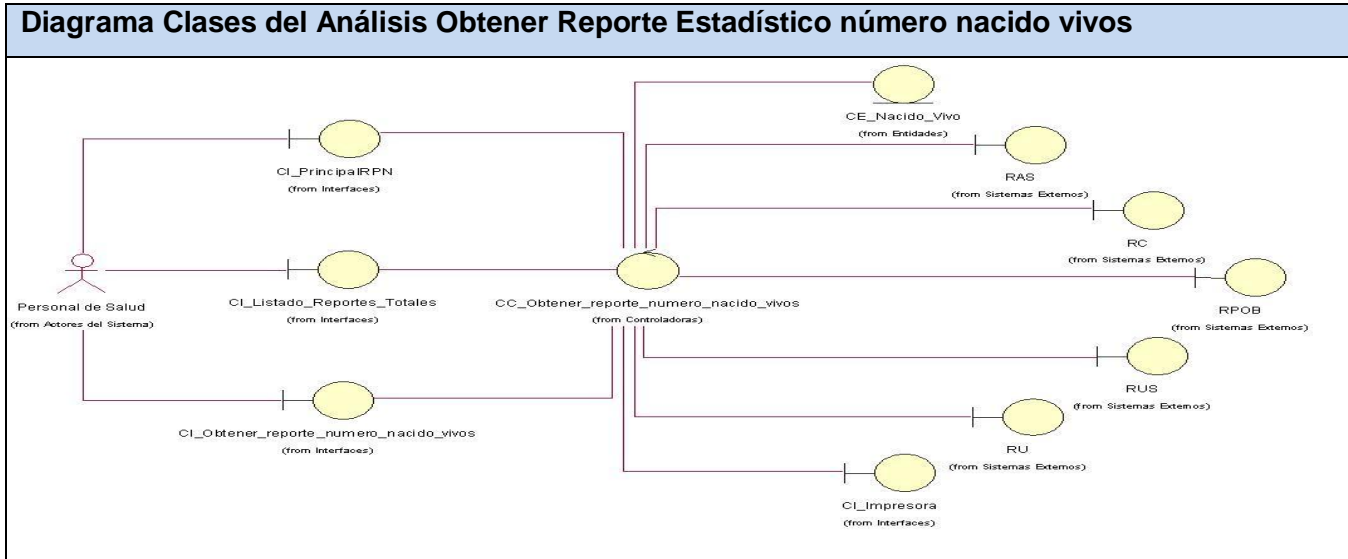 Diagrama Clases del Análisis Obtener Reporte Estadístico número nacido vivos
CE_Nacido_Vivo
(from Entidades)
CI_PrincipalRPN
(from Interfaces)
RAS
(from Sistemas Externos)
RC
(from Sistemas Externos)
Personal de Salud
(from Actores del Sistema)
CI_Listado_Reportes_Totales
(from Interfaces)
CC_Obtener_reporte_numero_nacido_vivos
(from Controladoras)
RPOB
(from Sistemas Externos)
RUS
(from Sistemas Externos)
CI_Obtener_reporte_numero_nacido_vivos
(from Interfaces)
RU
(from Sistemas Externos)
CI_Impresora
(from Interfaces)